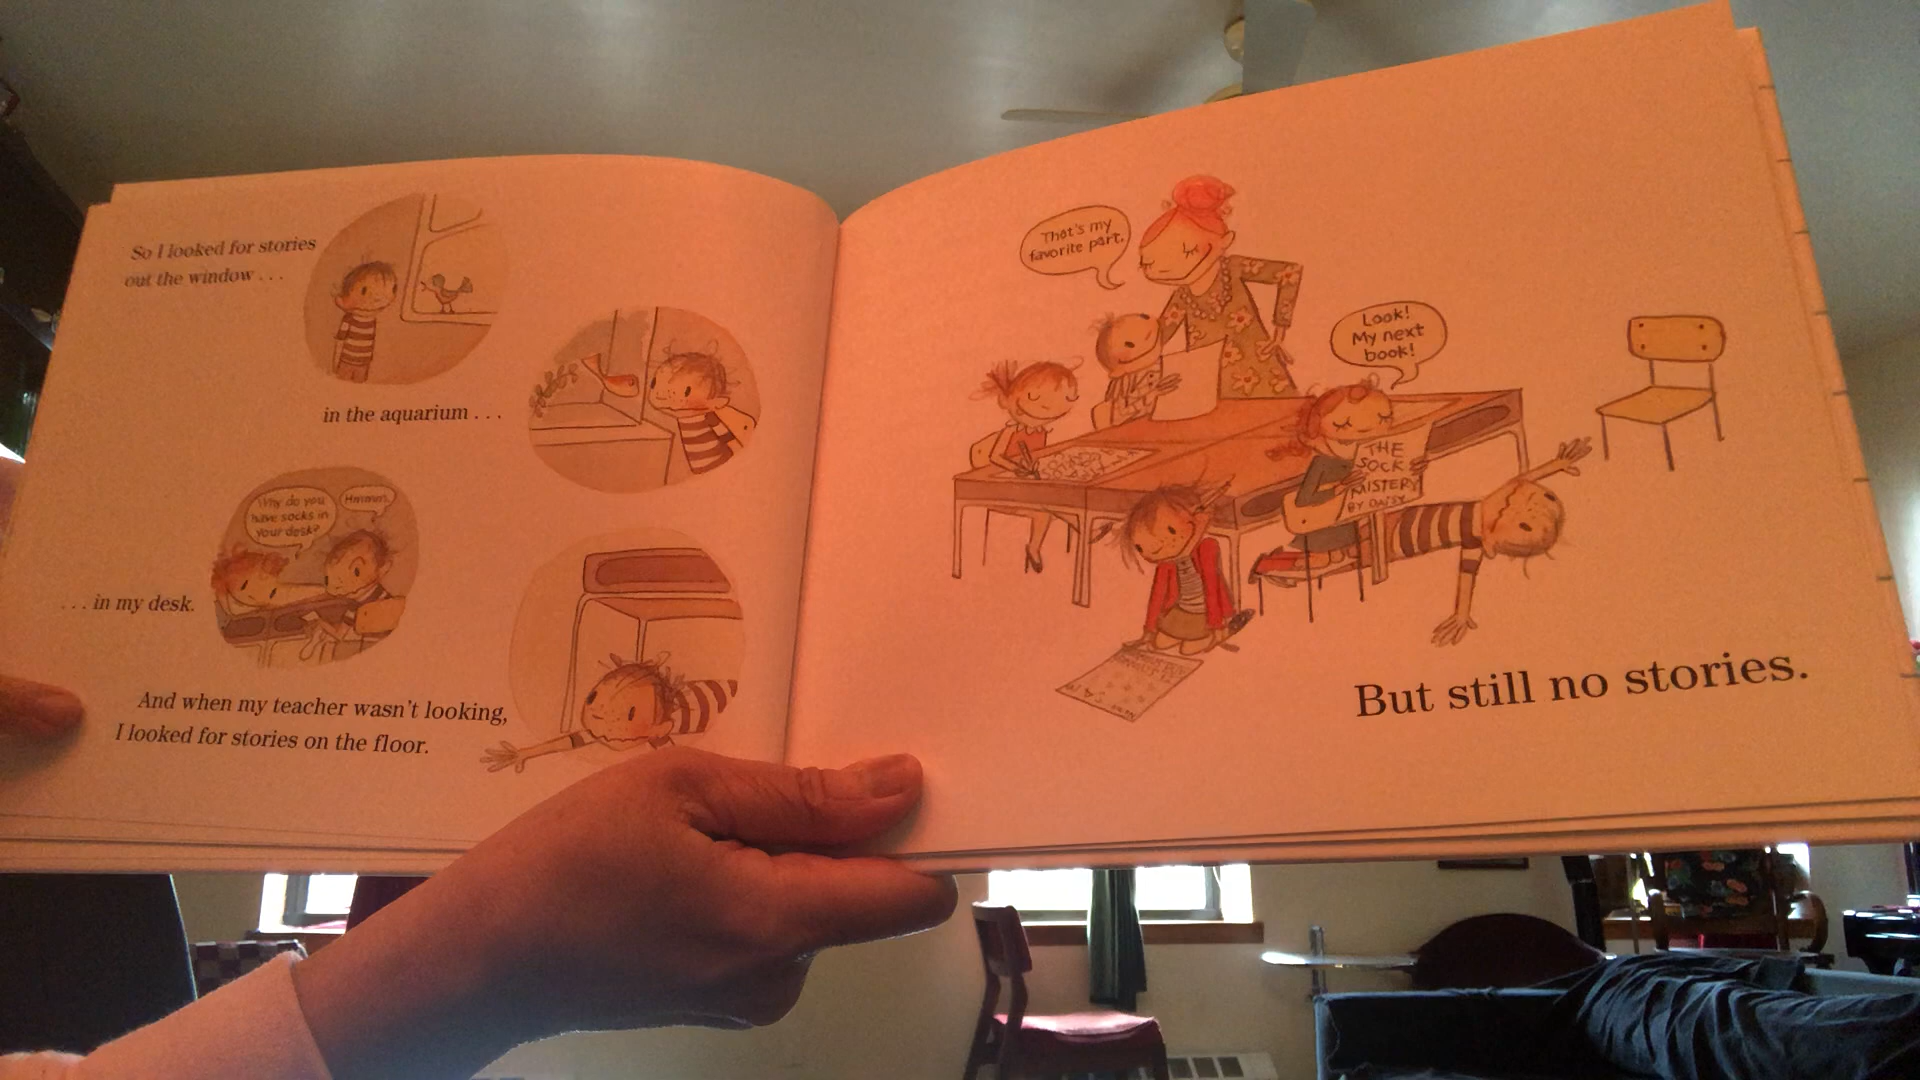 So I looked for stories
out the window . . .
in the aquarium . . .
Why do you
have socks in
your desk?
Hmmm.
. . . in my desk.
And when my teacher wasn't looking,
I looked for stories on the floor.
That's my
favorite part.
Look!
My next
book!
THE
SOCK
MISTERY
BY DAISY
But still no stories.